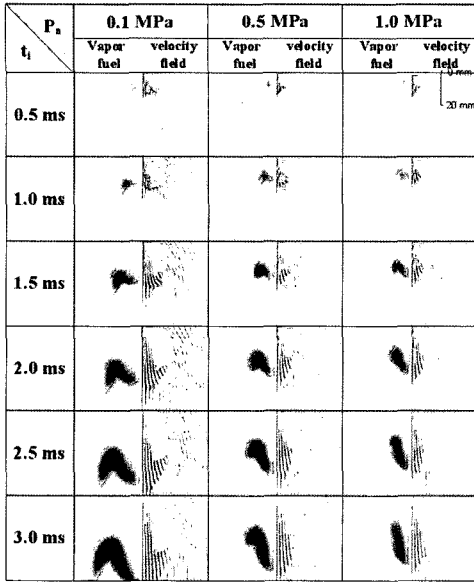 Pa 0.1 MPa 0.5 MPa 1.0 MPa
ti Vapor fuel velocity field Vapor fuel velocity field Vapor fuel velocity field
0 mm
0.5 ms
20 mm
1.0 ms
1.5 ms
2.0 ms
2.5 ms
3.0 ms